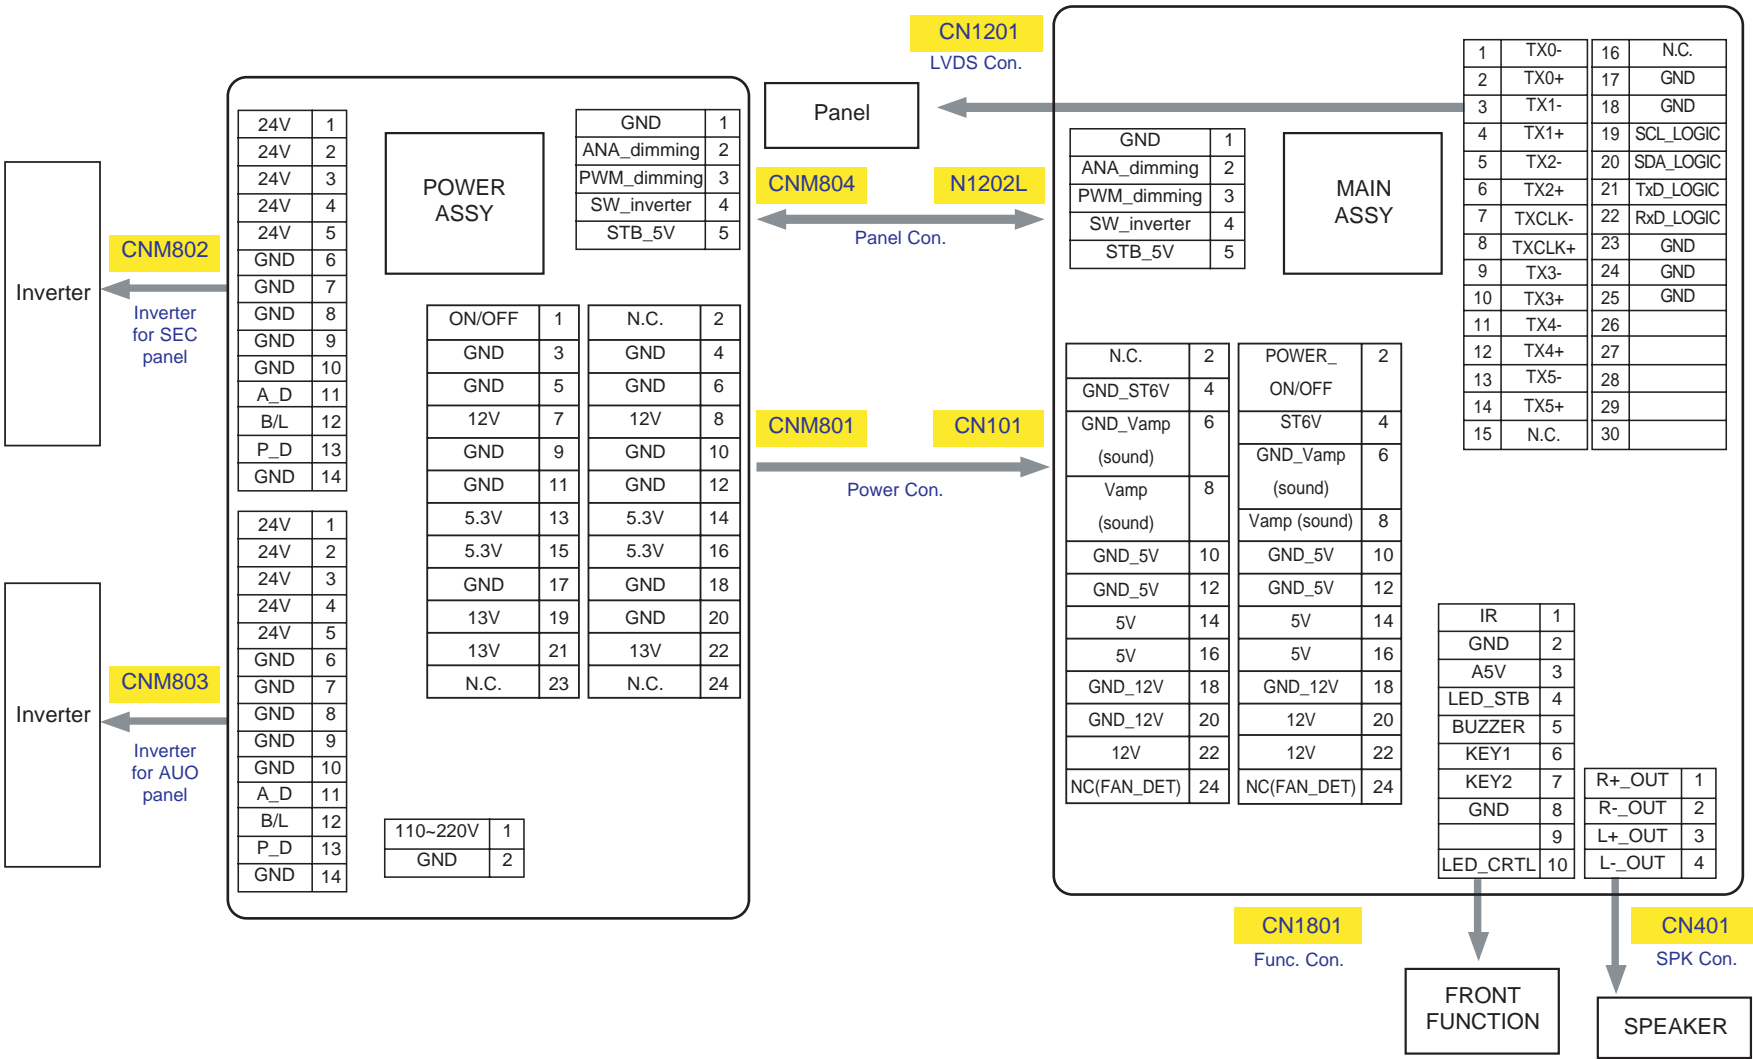 CN1201
LVDS Con.
Panel
Inverter
CNM802
Inverter
for SEC
panel
Inverter
CNM803
Inverter
for AUO
panel
24V 1
24V 2
24V 3
24V 4
24V 5
GND 6
GND 7
GND 8
GND 9
GND 10
A_D 11
B/L 12
P_D 13
GND 14
24V 1
24V 2
24V 3
24V 4
24V 5
GND 6
GND 7
GND 8
GND 9
GND 10
A_D 11
B/L 12
P_D 13
GND 14
POWER
ASSY
GND 1
ANA_dimming 2
PWM_dimming 3
SW_inverter 4
STB_5V 5
ON/OFF 1 N.C. 2
GND 3 GND 4
GND 5 GND 6
12V 7 12V 8
GND 9 GND 10
GND 11 GND 12
5.3V 13 5.3V 14
5.3V 15 5.3V 16
GND 17 GND 18
13V 19 GND 20
13V 21 13V 22
N.C. 23 N.C. 24
110~220V 1
GND 2
CNM804 N1202L
Panel Con.
CNM801 CN101
Power Con.
GND 1
ANA_dimming 2
PWM_dimming 3
SW_inverter 4
STB_5V 5
MAIN
ASSY
1 TX0- 16 N.C.
2 TX0+ 17 GND
3 TX1- 18 GND
4 TX1+ 19 SCL_LOGIC
5 TX2- 20 SDA_LOGIC
6 TX2+ 21 TxD_LOGIC
7 TXCLK- 22 RxD_LOGIC
8 TXCLK+ 23 GND
9 TX3- 24 GND
10 TX3+ 25 GND
11 TX4- 26
12 TX4+ 27
13 TX5- 28
14 TX5+ 29
15 N.C. 30
N.C. 2
GND_ST6V 4
GND_Vamp 6
(sound)
Vamp 8
(sound)
GND_5V 10
GND_5V 12
5V 14
5V 16
GND_12V 18
GND_12V 20
12V 22
NC(FAN_DET) 24
POWER_ 2
ON/OFF
ST6V 4
GND_Vamp 6
(sound)
Vamp (sound) 8
GND_5V 10
GND_5V 12
5V 14
5V 16
GND_12V 18
12V 20
12V 22
NC(FAN_DET) 24
IR 1
GND 2
A5V 3
LED_STB 4
BUZZER 5
KEY1 6
KEY2 7
GND 8
9
LED_CRTL 10
R+_OUT 1
R-_OUT 2
L+_OUT 3
L-_OUT 4
CN1801
Func. Con.
CN401
SPK Con.
FRONT
FUNCTION
SPEAKER